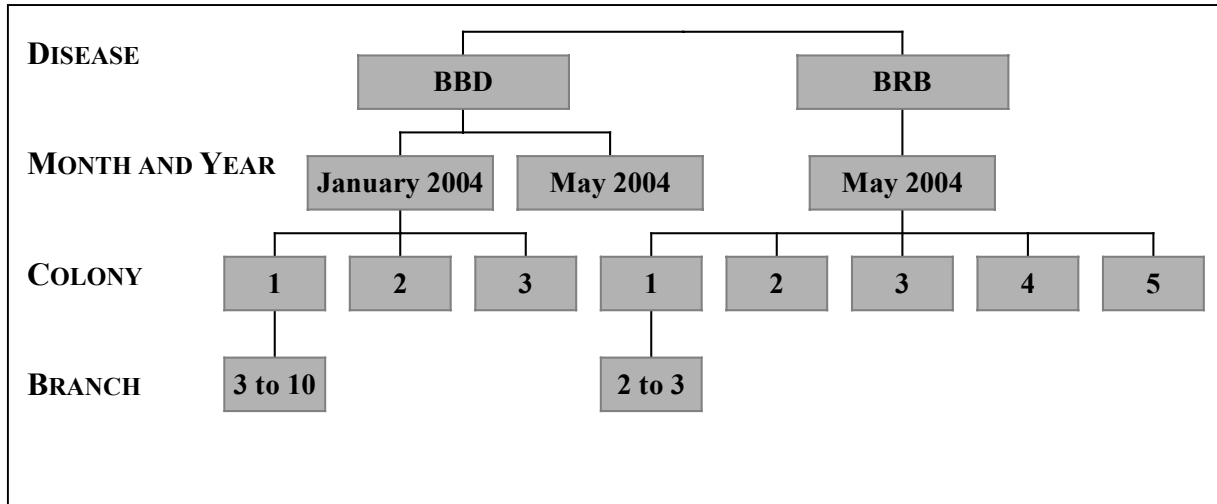 DISEASE
BBD BRB
MONTH AND YEAR
January 2004 May 2004 May 2004
COLONY
1 2 3 1 2 3 4 5
BRANCH
3 to 10 2 to 3